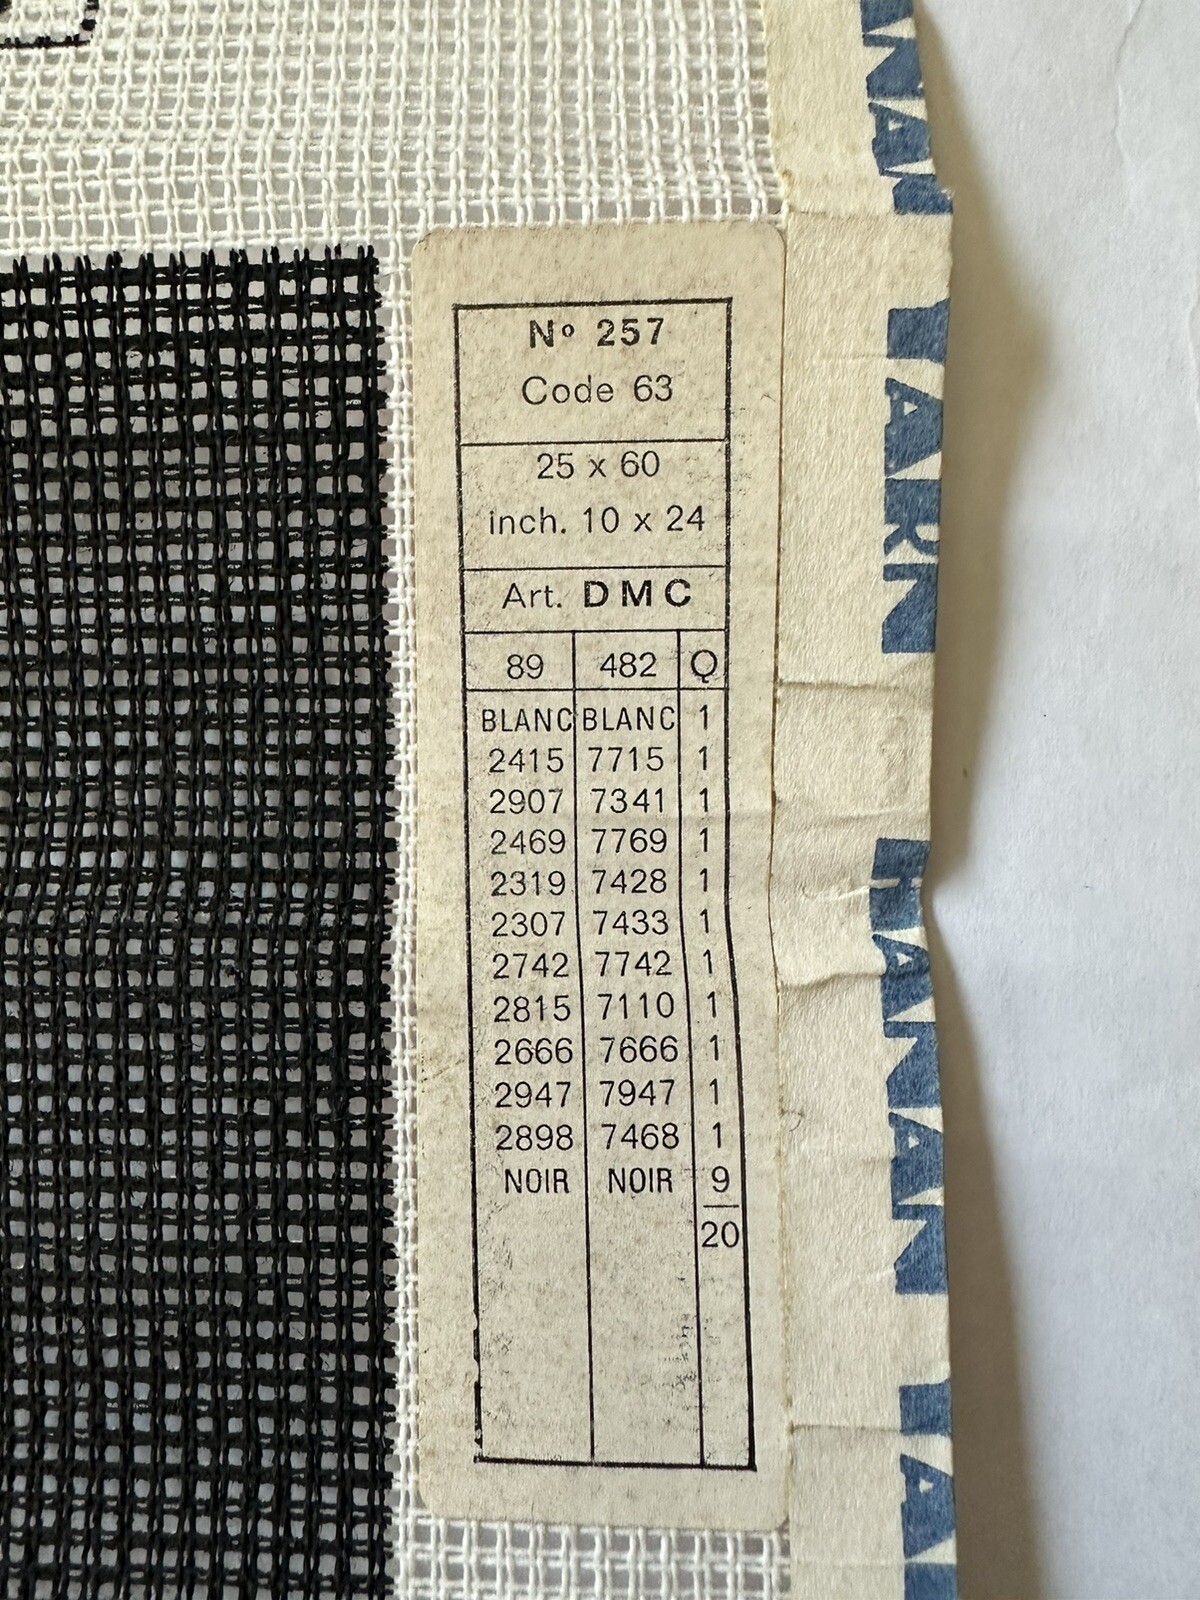 Nº 257
Code 63
25 x 60
inch. 10 x 24
Art. DMC
89 482 Q
BLANC BLANC 1
2415 7715 1
2907 7341 1
2469 7769 1
2319 7428 1
2307 7433 1
2742 7742 1
2815 7110 1
2666 7666 1
2947 7947 1
2898 7468 1
NOIR NOIR 9
20
YARN
HANAN